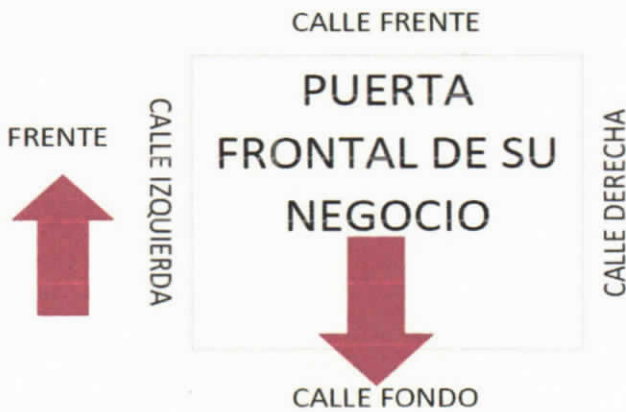 CALLE FRENTE
PUERTA
FRONTAL DE SU
NEGOCIO
FRENTE
CALLE IZQUIERDA
CALLE DERECHA
CALLE FONDO